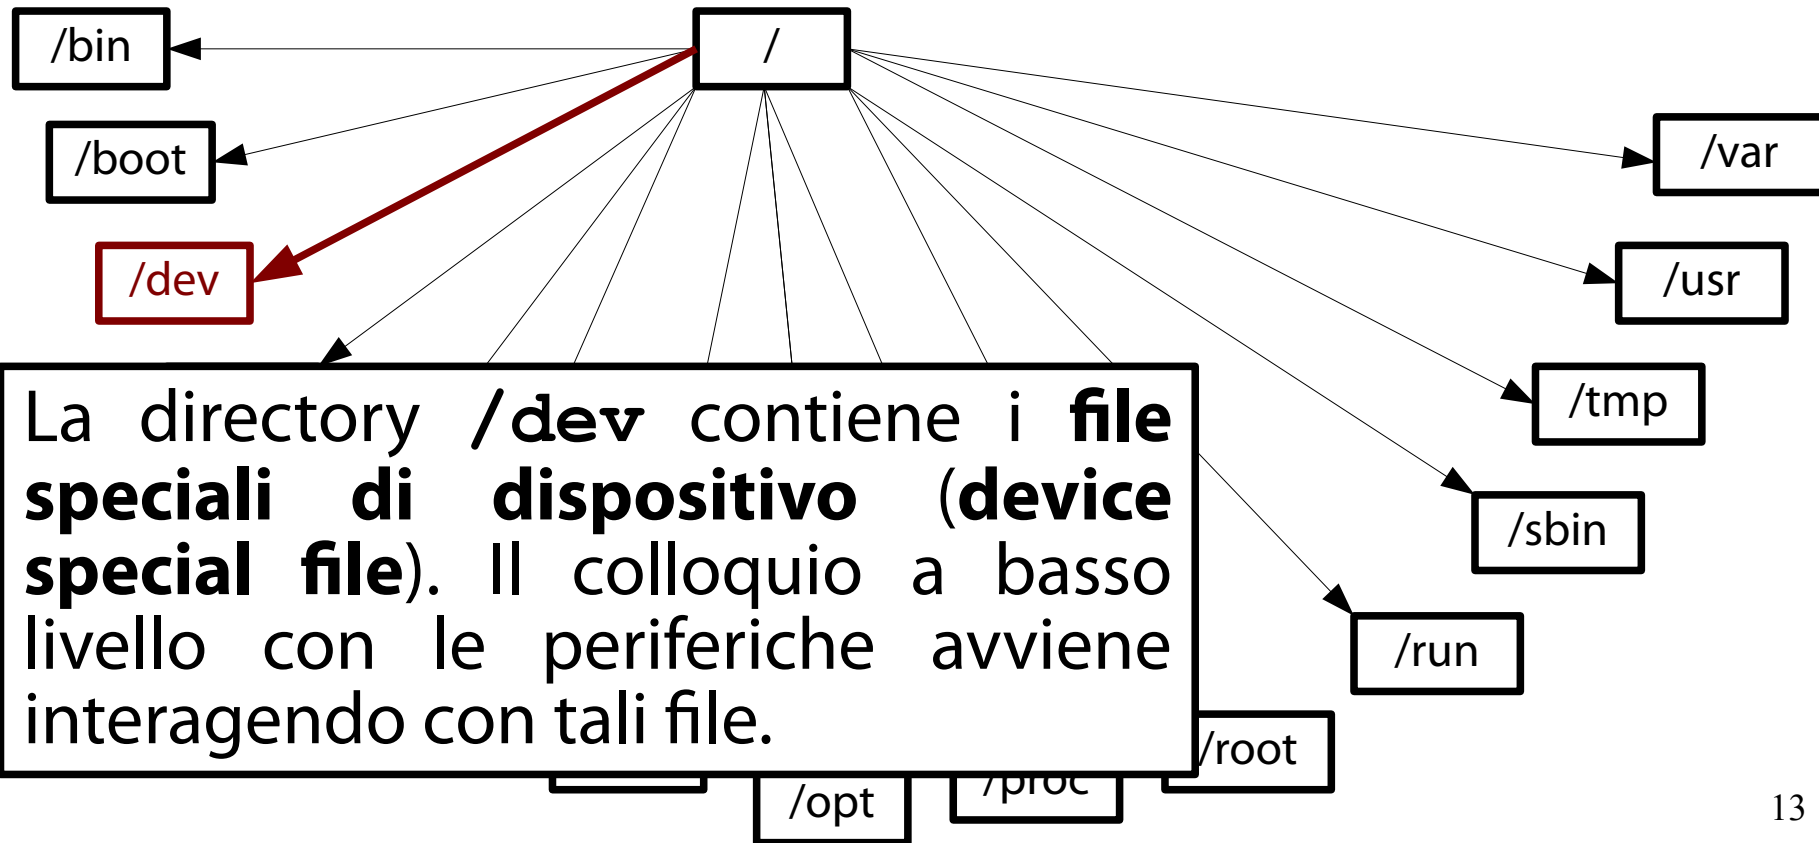 /bin
/
/boot
/var
/dev
/usr
/tmp
La directory /dev contiene i file
speciali di dispositivo (device
special file). Il colloquio a basso
livello con le periferiche avviene
interagendo con tali file.
/sbin
/run
/root
/proc
/opt
13